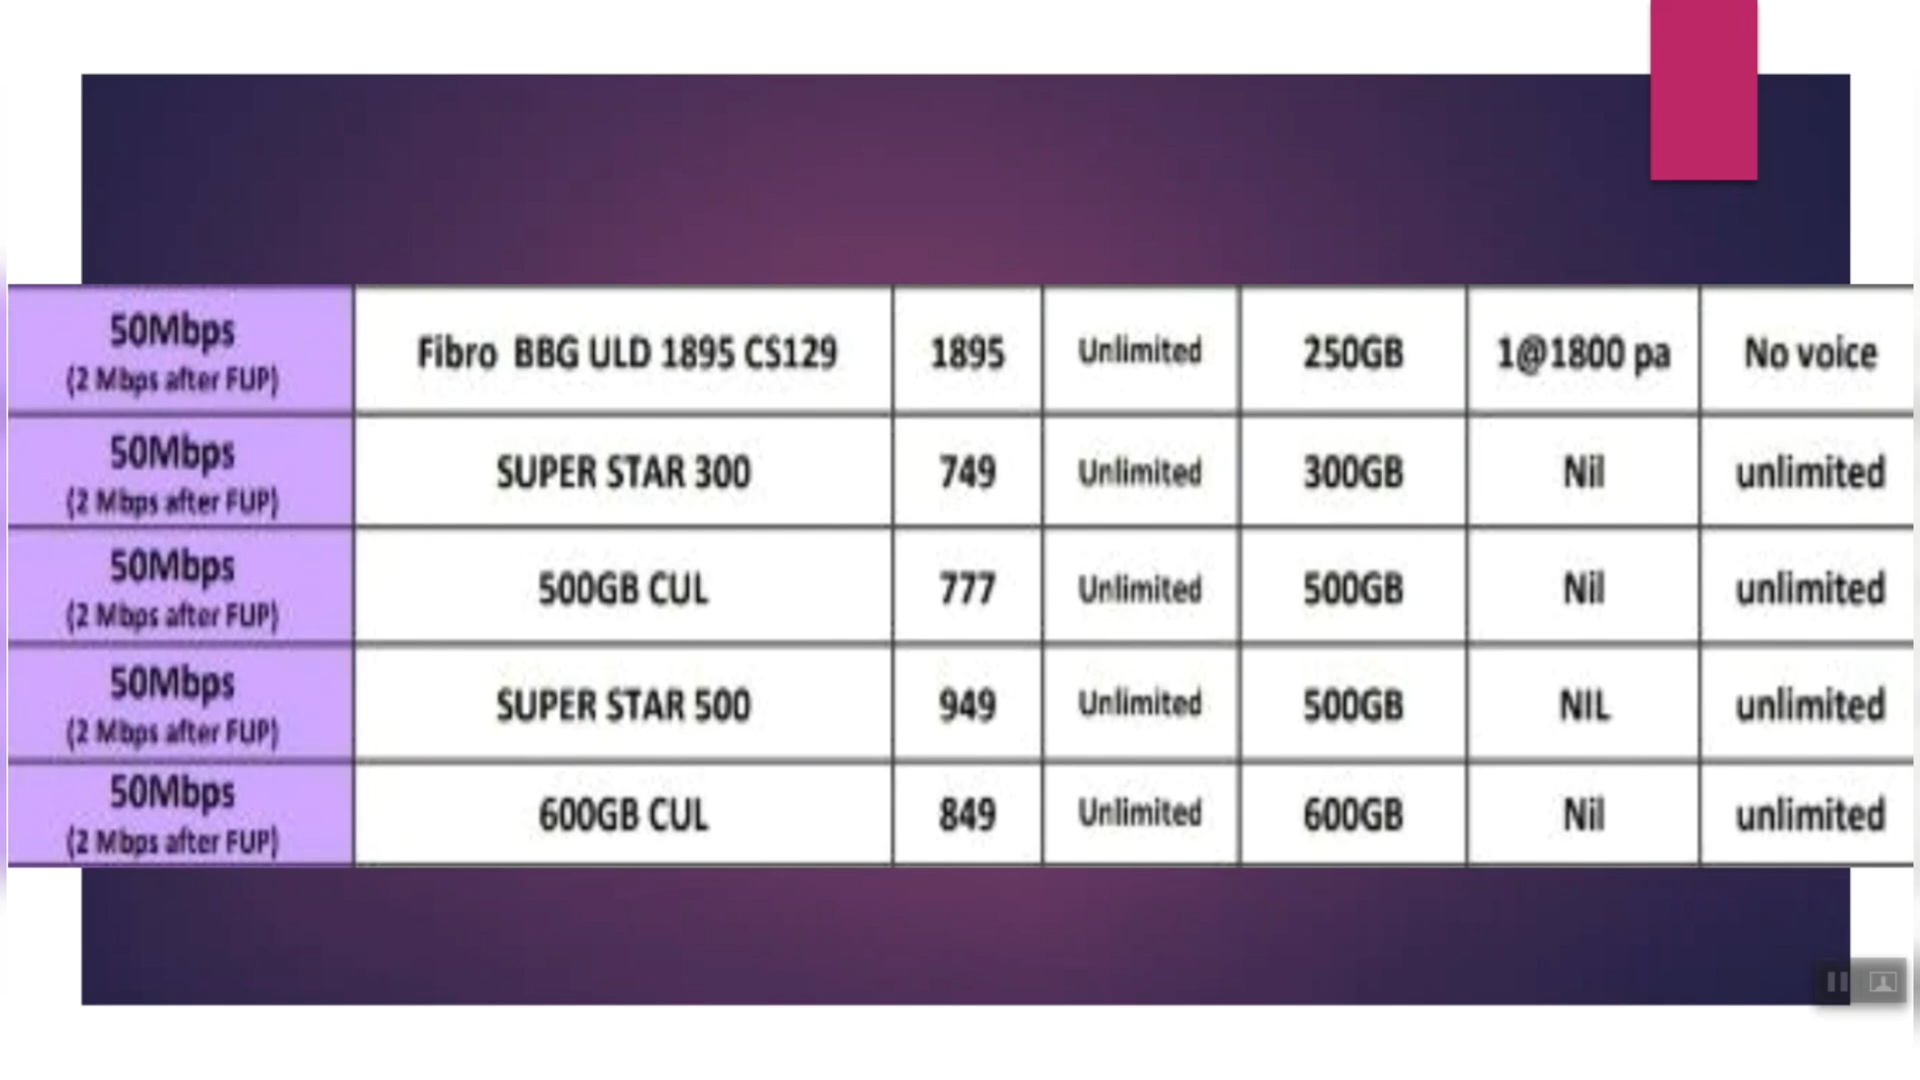 50Mbps
(2 Mbps after FUP)
Fibro BBG ULD 1895 CS129
1895
Unlimited
250GB
1@1800 pa
No voice
50Mbps
(2 Mbps after FUP)
SUPER STAR 300
749
Unlimited
300GB
Nil
unlimited
50Mbps
(2 Mbps after FUP)
500GB CUL
777
Unlimited
500GB
Nil
unlimited
50Mbps
(2 Mbps after FUP)
SUPER STAR 500
949
Unlimited
500GB
NIL
unlimited
50Mbps
(2 Mbps after FUP)
600GB CUL
849
Unlimited
600GB
Nil
unlimited